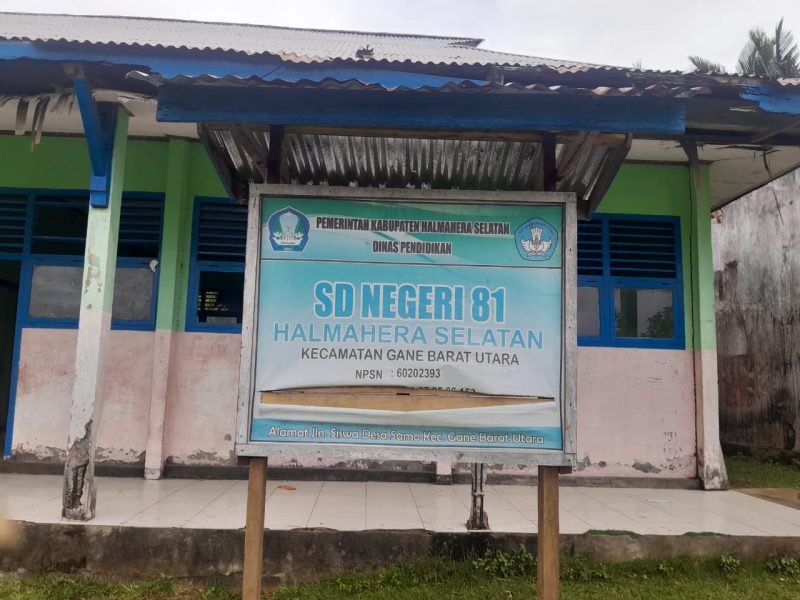 PEMERINTAH KABUPATEN HALMAHERA SELATAN
DINAS PENDIDIKAN
SD NEGERI 81
HALMAHERA SELATAN
KECAMATAN GANE BARAT UTARA
NPSN : 60202393
Alamat Jln. Siswa Desa Samo Kec. Gane Barat Utara